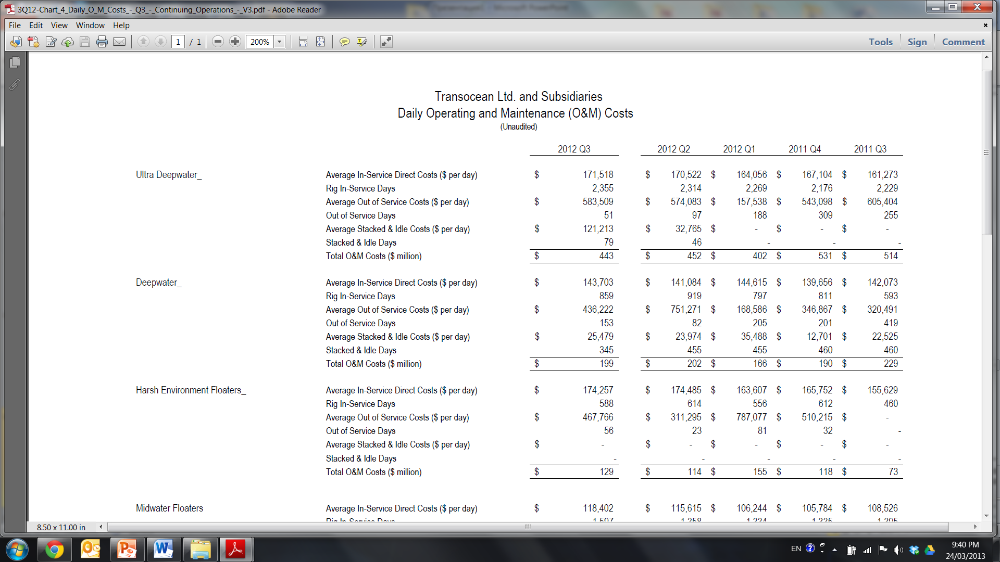 3Q12-Chart_4_Daily_O_M_Costs_-_Q3_-_Continuing_Operations_-_V3.pdf - Adobe Reader
File Edit View Window Help
1 / 1 200% Tools Sign Comment
Transocean Ltd. and Subsidiaries
Daily Operating and Maintenance (O&M) Costs
(Unaudited)
2012 Q3 2012 Q2 2012 Q1 2011 Q4 2011 Q3
Ultra Deepwater_ Average In-Service Direct Costs ($ per day) $ 171,518 $ 170,522 $ 164,056 $ 167,104 $ 161,273
Rig In-Service Days 2,355 2,314 2,269 2,176 2,229
Average Out of Service Costs ($ per day) $ 583,509 $ 574,083 $ 157,538 $ 543,098 $ 605,404
Out of Service Days 51 97 188 309 255
Average Stacked & Idle Costs ($ per day) $ 121,213 $ 32,765 $ - $ - $ -
Stacked & Idle Days 79 46 - - -
Total O&M Costs ($ million) $ 443 $ 452 $ 402 $ 531 $ 514
Deepwater_ Average In-Service Direct Costs ($ per day) $ 143,703 $ 141,084 $ 144,615 $ 139,656 $ 142,073
Rig In-Service Days 859 919 797 811 593
Average Out of Service Costs ($ per day) $ 436,222 $ 751,271 $ 168,586 $ 346,867 $ 320,491
Out of Service Days 153 82 205 201 419
Average Stacked & Idle Costs ($ per day) $ 25,479 $ 23,974 $ 35,488 $ 12,701 $ 22,525
Stacked & Idle Days 345 455 455 460 460
Total O&M Costs ($ million) $ 199 $ 202 $ 166 $ 190 $ 229
Harsh Environment Floaters_ Average In-Service Direct Costs ($ per day) $ 174,257 $ 174,485 $ 163,607 $ 165,752 $ 155,629
Rig In-Service Days 588 614 556 612 460
Average Out of Service Costs ($ per day) $ 467,766 $ 311,295 $ 787,077 $ 510,215 $ -
Out of Service Days 56 23 81 32 -
Average Stacked & Idle Costs ($ per day) $ - $ - $ - $ - $ -
Stacked & Idle Days - - - - -
Total O&M Costs ($ million) $ 129 $ 114 $ 155 $ 118 $ 73
Midwater Floaters Average In-Service Direct Costs ($ per day) $ 118,402 $ 115,615 $ 106,244 $ 105,784 $ 108,526
Rig In-Service Days 1,597 1,358 1,334 1,335 1,395
8.50 x 11.00 in
EN 9:40 PM
24/03/2013